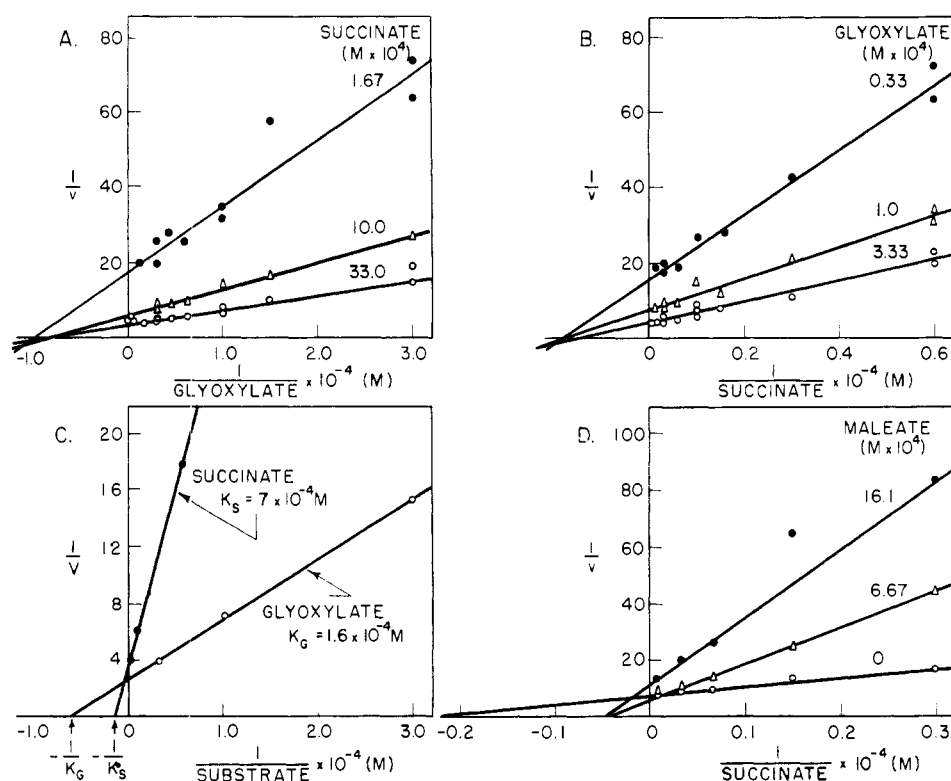 A.
SUCCINATE
(M × 10⁴)
1.67
10.0
33.0
80
60
40
20
1/v
-1.0
0
1.0
2.0
3.0
1/GLYOXYLATE × 10⁻⁴ (M)
B.
GLYOXYLATE
(M × 10⁴)
0.33
1.0
3.33
80
60
40
20
1/v
0
0.2
0.4
0.6
1/SUCCINATE × 10⁻⁴ (M)
C.
20
16
12
8
4
1/v
SUCCINATE
K_S = 7 × 10⁻⁴ M
GLYOXYLATE
K_G = 1.6 × 10⁻⁴ M
-1.0
0
1.0
2.0
3.0
-1/K_G
-1/K_S
1/SUBSTRATE × 10⁻⁴ (M)
D.
MALEATE
(M × 10⁴)
16.1
6.67
0
100
80
60
40
20
1/v
-0.2
-0.1
0
0.1
0.2
0.3
1/SUCCINATE × 10⁻⁴ (M)